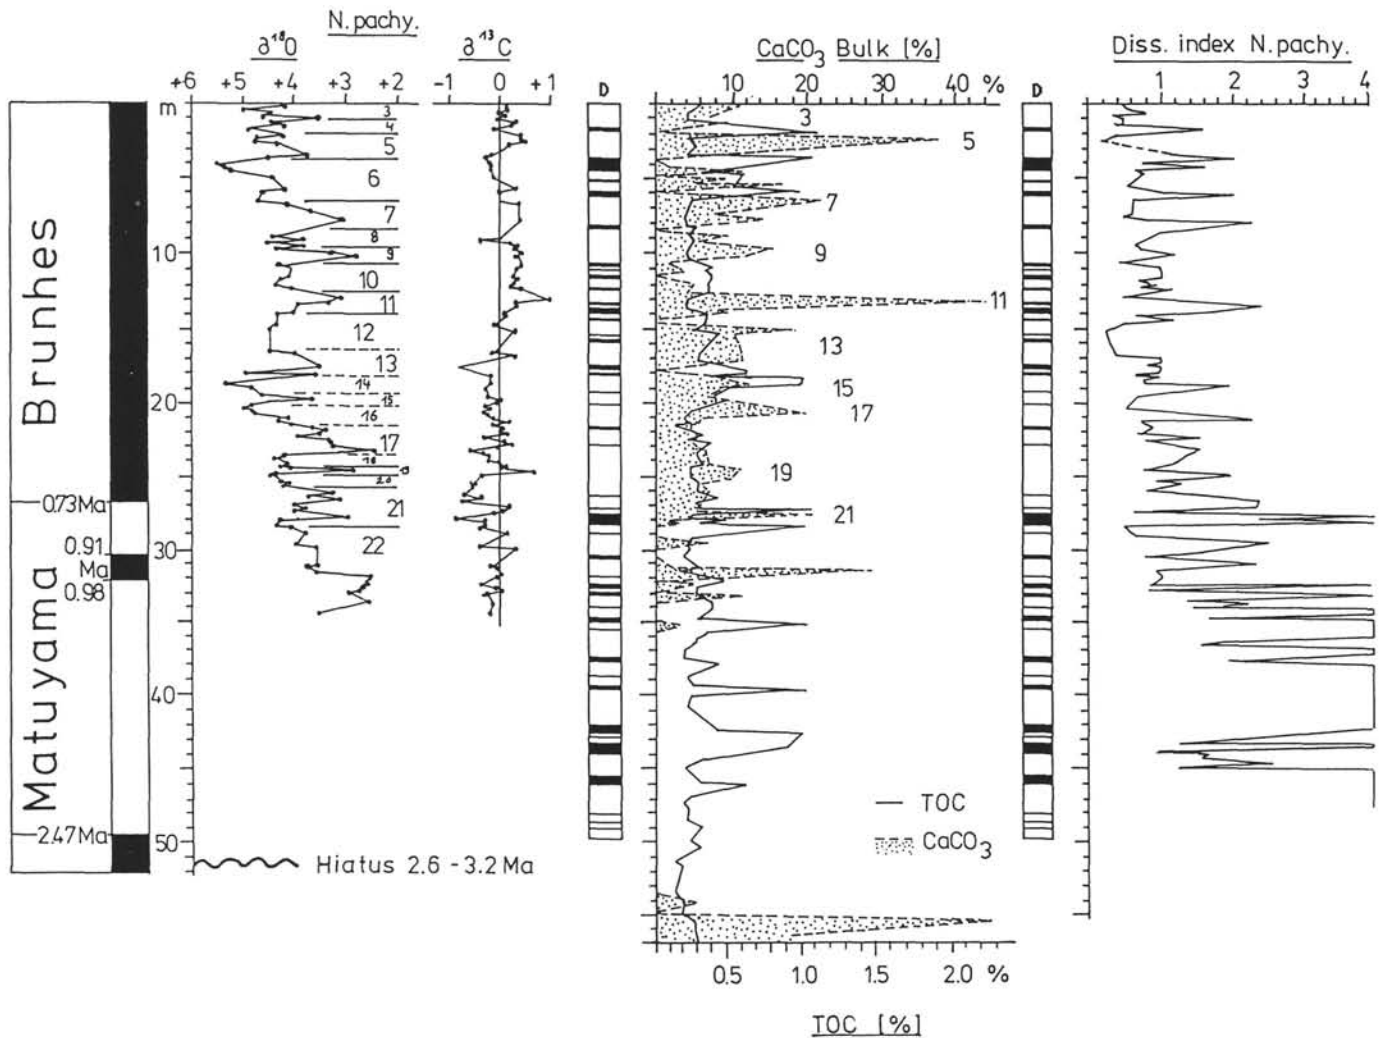 N.pachy.
∂¹⁸O
∂¹³C
CaCO₃ Bulk [%]
Diss. index N.pachy.
+6 +5 +4 +3 +2
-1 0 +1
D
10 20 30 40 %
D
1 2 3 4
m
10
20
30
40
50
Brunhes
Matuyama
0.73Ma
0.91
Ma
0.98
2.47Ma
3
4
5
6
7
8
9
10
11
12
13
14
15
16
17
18
19
20
21
22
3
5
7
9
11
13
15
17
19
21
Hiatus 2.6 - 3.2 Ma
TOC
CaCO₃
0.5 1.0 1.5 2.0 %
TOC [%]